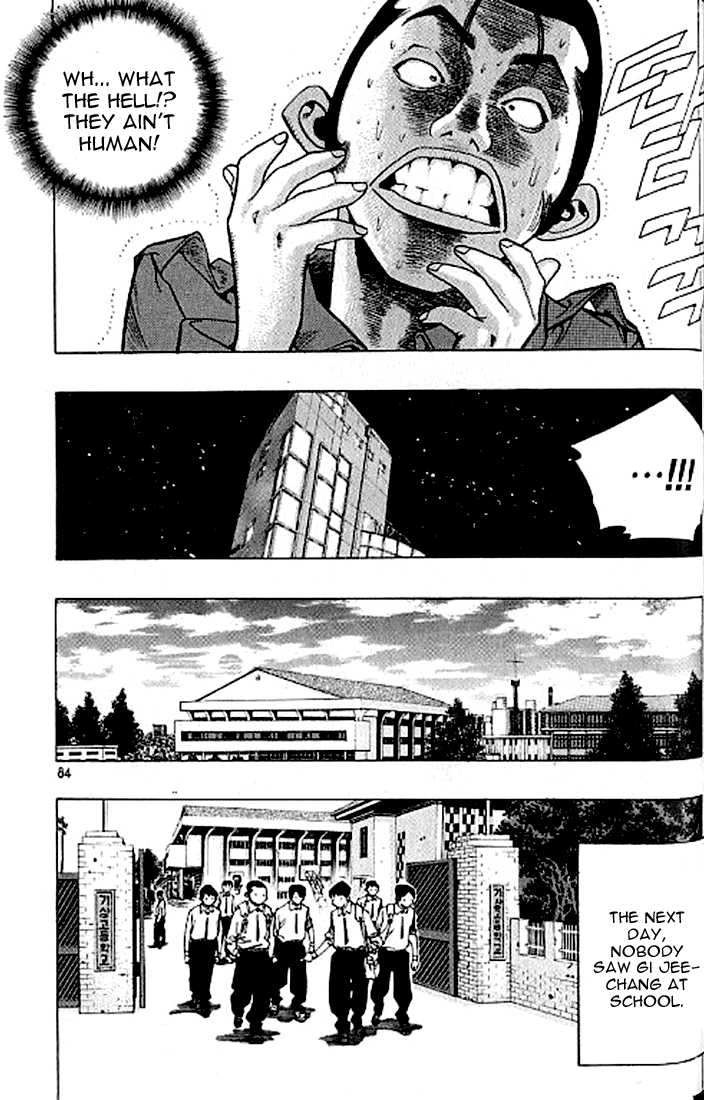 WH... WHAT
THE HELL!?
THEY AIN'T
HUMAN!
...!!!
84
THE NEXT
DAY,
NOBODY
SAW GI JEE-
CHANG AT
SCHOOL.